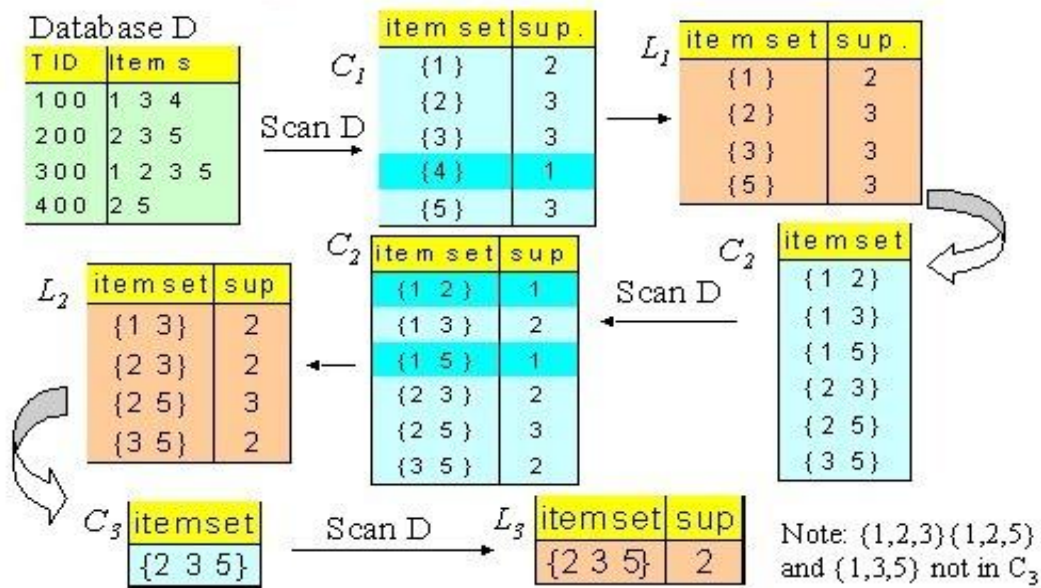 Database D
TID Items
100 1 3 4
200 2 3 5
300 1 2 3 5
400 2 5
Scan D
C1
itemset sup.
{1} 2
{2} 3
{3} 3
{4} 1
{5} 3
L1
itemset sup.
{1} 2
{2} 3
{3} 3
{5} 3
C2
itemset
{1 2}
{1 3}
{1 5}
{2 3}
{2 5}
{3 5}
Scan D
C2
itemset sup
{1 2} 1
{1 3} 2
{1 5} 1
{2 3} 2
{2 5} 3
{3 5} 2
L2
itemset sup
{1 3} 2
{2 3} 2
{2 5} 3
{3 5} 2
C3
itemset
{2 3 5}
Scan D
L3
itemset sup
{2 3 5} 2
Note: {1,2,3}{1,2,5}
and {1,3,5} not in C3